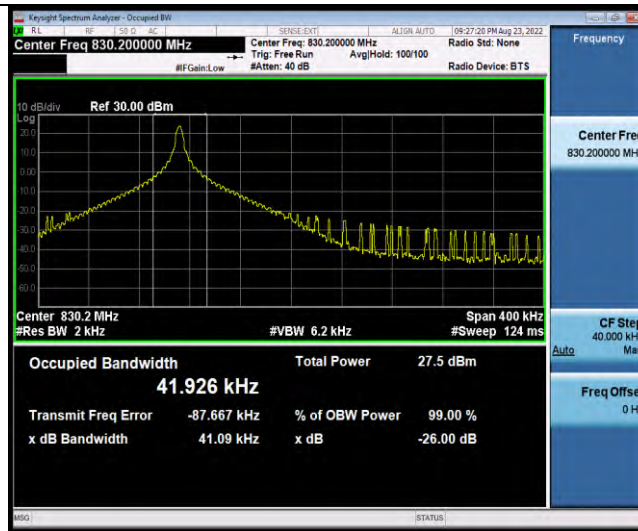 Keysight Spectrum Analyzer - Occupied BW
RL RF 50 Ω AC SENSE:EXT ALIGN AUTO 09:27:20 PM Aug 23, 2022
Center Freq 830.200000 MHz
Center Freq: 830.200000 MHz Radio Std: None
Trig: Free Run Avg|Hold: 100/100
#IFGain:Low #Atten: 40 dB Radio Device: BTS
10 dB/div Ref 30.00 dBm
Log
20.0
10.0
0.00
-10.0
-20.0
-30.0
-40.0
-50.0
-60.0
Center 830.2 MHz Span 400 kHz
#Res BW 2 kHz #VBW 6.2 kHz #Sweep 124 ms
Occupied Bandwidth Total Power 27.5 dBm
41.926 kHz
Transmit Freq Error -87.667 kHz % of OBW Power 99.00 %
x dB Bandwidth 41.09 kHz x dB -26.00 dB
MSG STATUS
Frequency
Center Fre
830.200000 MH
CF Step
40.000 kH
Auto Ma
Freq Offse
0 H